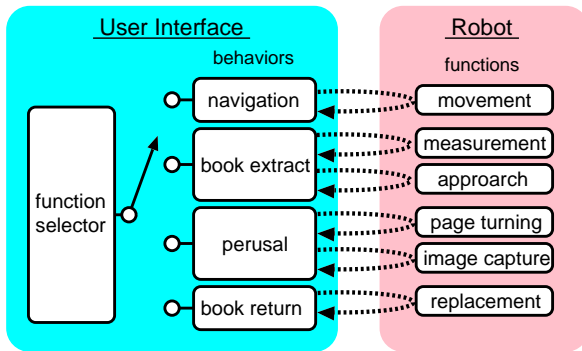 User Interface
behaviors
function
selector
navigation
book extract
perusal
book return
Robot
functions
movement
measurement
approarch
page turning
image capture
replacement